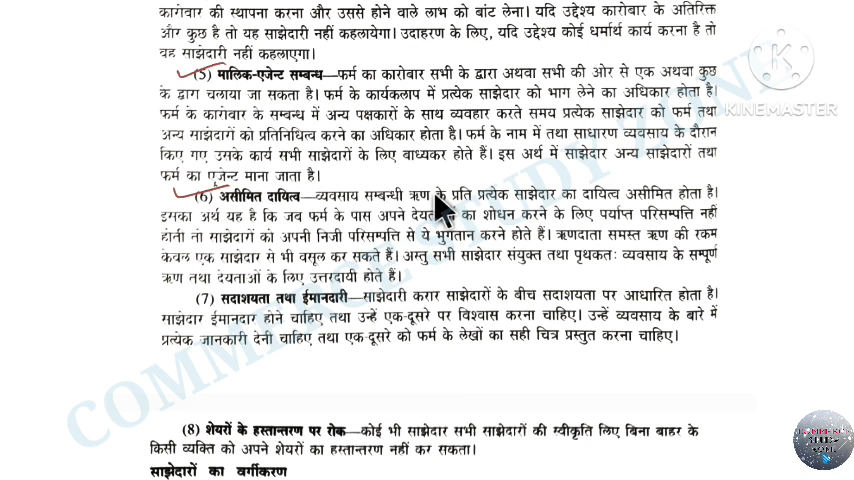 कारोबार की स्थापना करना और उससे होने वाले लाभ को बांट लेना। यदि उद्देश्य कारोबार के अतिरिक्त
और कुछ है तो यह साझेदारी नहीं कहलायेगा। उदाहरण के लिए, यदि उद्देश्य कोई धर्मार्थ कार्य करना है तो
वह साझेदारी नहीं कहलाएगा।
(5) मालिक-एजेन्ट सम्बन्ध—फर्म का कारोबार सभी के द्वारा अथवा सभी की ओर से एक अथवा कुछ
के द्वारा चलाया जा सकता है। फर्म के कार्यकलाप में प्रत्येक साझेदार को भाग लेने का अधिकार होता है।
फर्म के कारोबार के सम्बन्ध में अन्य पक्षकारों के साथ व्यवहार करते समय प्रत्येक साझेदार को फर्म तथा
अन्य साझेदारों को प्रतिनिधित्व करने का अधिकार होता है। फर्म के नाम में तथा साधारण व्यवसाय के दौरान
किए गए उसके कार्य सभी साझेदारों के लिए बाध्यकर होते हैं। इस अर्थ में साझेदार अन्य साझेदारों तथा
फर्म का एजेन्ट माना जाता है।
(6) असीमित दायित्व—व्यवसाय सम्बन्धी ऋण के प्रति प्रत्येक साझेदार का दायित्व असीमित होता है।
इसका अर्थ यह है कि जब फर्म के पास अपने का शोधन करने के लिए पर्याप्त परिसम्पत्ति नहीं
होती तो साझेदारों को अपनी निजी परिसम्पत्ति से ये भुगतान करने होते हैं। ऋणदाता समस्त ऋण की रकम
केवल एक साझेदार से भी वसूल कर सकते हैं। अस्तु सभी साझेदार संयुक्त तथा पृथकतः व्यवसाय के सम्पूर्ण
ऋण तथा देयताओं के लिए उत्तरदायी होते हैं।
(7) सदाशयता तथा ईमानदारी—साझेदारी करार साझेदारों के बीच सदाशयता पर आधारित होता है।
साझेदार ईमानदार होने चाहिए तथा उन्हें एक-दूसरे पर विश्वास करना चाहिए। उन्हें व्यवसाय के बारे में
प्रत्येक जानकारी देनी चाहिए तथा एक-दूसरे को फर्म के लेखों का सही चित्र प्रस्तुत करना चाहिए।
(8) शेयरों के हस्तान्तरण पर रोक—कोई भी साझेदार सभी साझेदारों की स्वीकृति लिए बिना बाहर के
किसी व्यक्ति को अपने शेयरों का हस्तान्तरण नहीं कर सकता।
साझेदारों का वर्गीकरण
COMMERCE STUDY ZONE
KINEMASTER